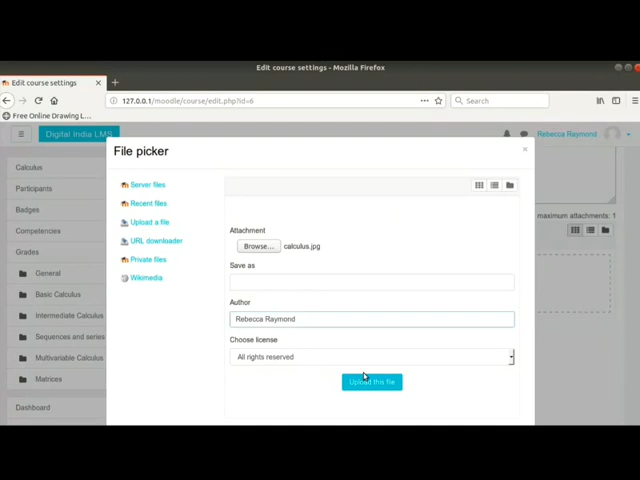 Edit course settings - Mozilla Firefox
Edit course settings
127.0.0.1/moodle/course/edit.php?id=6
Search
Free Online Drawing L...
Digital India LMS
Rebecca Raymond
File picker
Calculus
Participants
Badges
Competencies
Grades
General
Basic Calculus
Intermediate Calculus
Sequences and series
Multivariable Calculus
Matrices
Dashboard
Server files
Recent files
Upload a file
URL downloader
Private files
Wikimedia
Attachment
Browse... calculus.jpg
Save as
Author
Rebecca Raymond
Choose license
All rights reserved
Upload this file
maximum attachments: 1